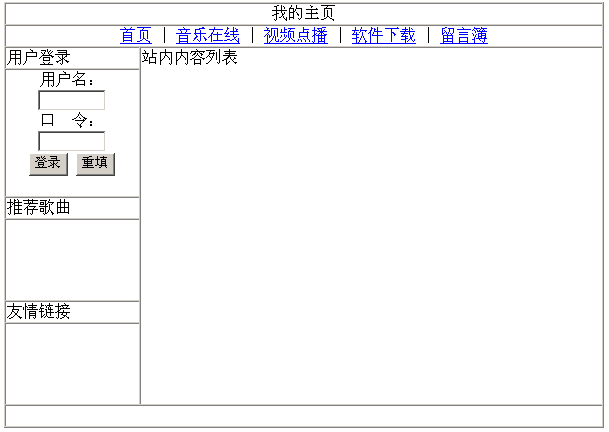 我的主页
首页 | 音乐在线 | 视频点播 | 软件下载 | 留言簿
用户登录
站内内容列表
用户名:
口 令:
登录 重填
推荐歌曲
友情链接